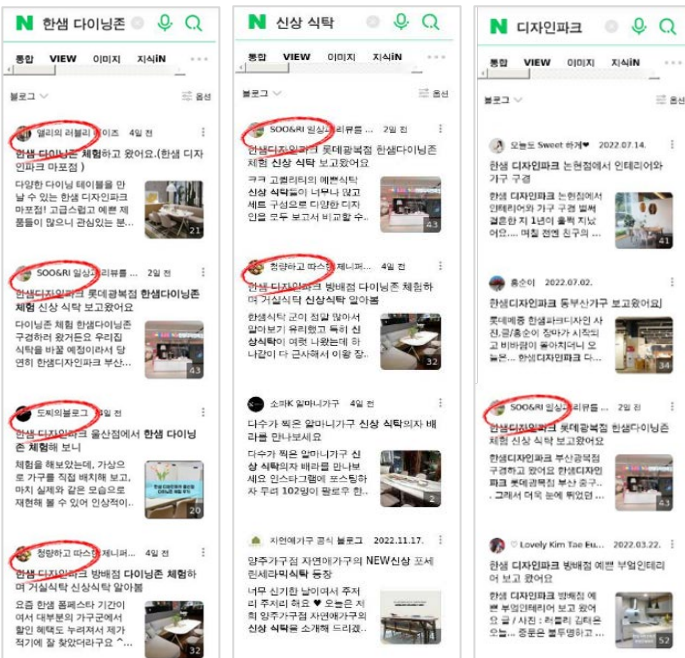 N 한샘 다이닝존
통합 VIEW 이미지 지식iN
블로그
옵션
앨리의 러블리 4일 전
한샘 다이닝존 체험하고 왔어요.(한샘 디자
인파크 마포점 )
다양한 다이닝 테이블을 만
날 수 있는 한샘 디자인파크
마포점! 고급스럽고 예쁜 제
품들이 많으니 관심있는 분...
21
SOO&RI 일상 리뷰를 ... 2일 전
한샘디자인파크 롯데광복점 한샘다이닝존
체험 신상 식탁 보고왔어요
다이닝존 체험 한샘다이닝존
구경하러 왔거든요 우리집
식탁을 바꿀 예정이라서 당
연히 한샘디자인파크 부산...
43
도찌의블로그 4일 전
한샘 디자인파크 울산점에서 한샘 다이닝
존 체험해 보니
체험을 해보았는데, 가상으
로 가구를 직접 배치해 보고,
마치 실제와 같은 모습으로
재현해 볼 수 있어 인상적이..
20
청량하고 따스한 제니퍼... 4일 전
한샘 디자인파크 방배점 다이닝존 체험하
며 거실식탁 신상식탁 알아봄
요즘 한샘 폼페스타 기간이
여서 대부분의 가구군에서
할인 혜택도 누려져서 제가
적기에 잘 찾았더라구요 ^...
32
N 신상 식탁
통합 VIEW 이미지 지식iN
블로그
옵션
SOO&RI 일상 리뷰를 ... 2일 전
한샘디자인파크 롯데광복점 한샘다이닝존
체험 신상 식탁 보고왔어요
ㅋㅋ 고퀄리티의 예쁜식탁
신상 식탁들이 너무나 많고
세트 구성으로 다양한 디자
인을 모두 보고서 비교할 수..
43
청량하고 따스한 제니퍼... 4일 전
한샘 디자인파크 방배점 다이닝존 체험하
며 거실식탁 신상식탁 알아봄
한샘식탁 군이 정말 많아서
알아보기 유리했고 특히 신
상식탁이 여럿 나왔는데 하
나같이 다 근사해서 이왕 장..
32
소파K 알마니가구 4일 전
다수가 찍은 알마니가구 신상 식탁의자 배
라를 만나보세요
다수가 찍은 알마니가구 신
상 식탁의자 배라를 만나보
세요 인스타그램에 포스팅하
자 무려 102명이 팔로우 한..
2
자연애가구 공식 블로그 2022.11.17.
양주가구점 자연애가구의 NEW신상 포세
린세라믹식탁 등장
너무 신기한 날이여서 주저
리 주저리 해요 ♥ 오늘은 저
희 양주가구점 자연애가구의
신상 식탁을 소개해 드리겠..
N 디자인파크
통합 VIEW 이미지 지식iN
블로그
옵션
오늘도 Sweet 하게♥ 2022.07.14.
한샘 디자인파크 논현점에서 인테리어와
가구 구경
한샘 디자인파크 논현점에서
인테리어와 가구 구경 벌써
결혼한 지 1년이 훌쩍 지났
어요.... 며칠 전엔 친구의 ...
41
홍순이 2022.07.02.
한샘디자인파크 동부산가구 보고왔어요
롯데메종 한샘파크디자인 사
진,글/홍순이 장마가 시작되
고 비바람이 몰아치더니 오
늘은... 한샘디자인파크 다...
34
SOO&RI 일상 리뷰를 ... 2일 전
한샘디자인파크 롯데광복점 한샘다이닝존
체험 신상 식탁 보고왔어요
한샘디자인파크 부산광복점
구경하고 왔어요 한샘디자인
파크 롯데광복점 부산 중구..
. 그래서 더욱 눈에 뛰었던 ...
43
♡ Lovely Kim Tae Eu... 2022.03.22.
한샘 디자인파크 방배점 예쁜 부엌인테리
어 보고 왔어요
한샘 디자인파크 방배점 예
쁜 부엌인테리어 보고 왔어
요 글 / 사진 : 러블리 김태은
오늘... 중문은 불투명하고 ...
52